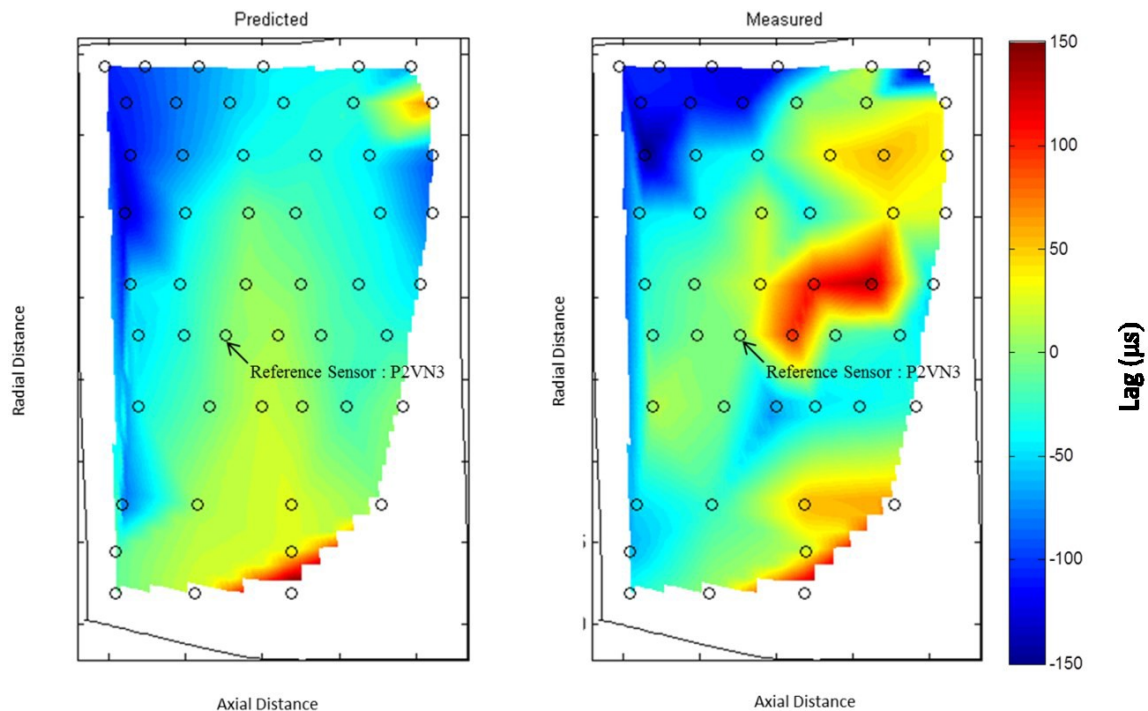 Predicted
Measured
Radial Distance
Reference Sensor : P2VN3
Axial Distance
Radial Distance
Reference Sensor : P2VN3
Axial Distance
150
100
50
0
-50
-100
-150
Lag (μs)